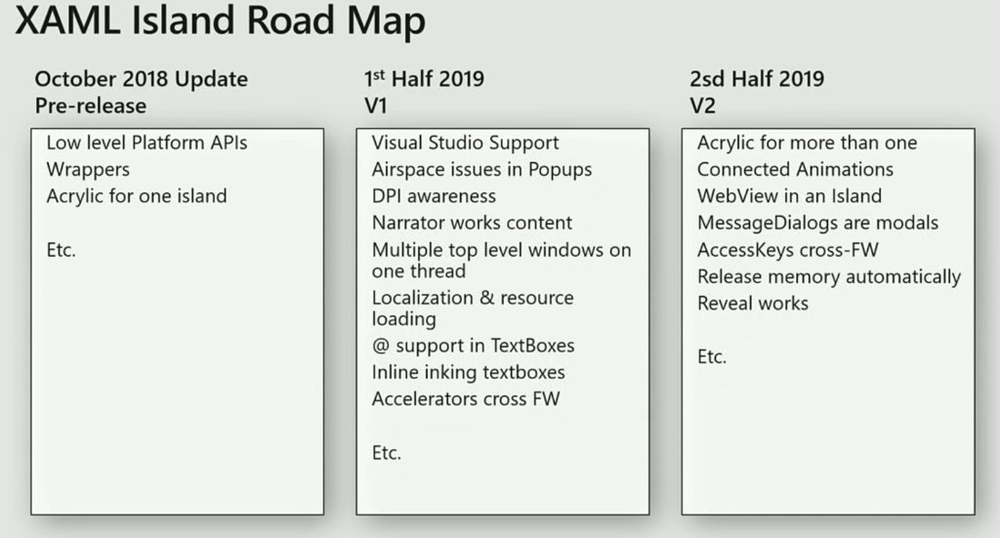 XAML Island Road Map
October 2018 Update
Pre-release
Low level Platform APIs
Wrappers
Acrylic for one island
Etc.
1st Half 2019
V1
Visual Studio Support
Airspace issues in Popups
DPI awareness
Narrator works content
Multiple top level windows on
one thread
Localization & resource
loading
@ support in TextBoxes
Inline inking textboxes
Accelerators cross FW
Etc.
2sd Half 2019
V2
Acrylic for more than one
Connected Animations
WebView in an Island
MessageDialogs are modals
AccessKeys cross-FW
Release memory automatically
Reveal works
Etc.